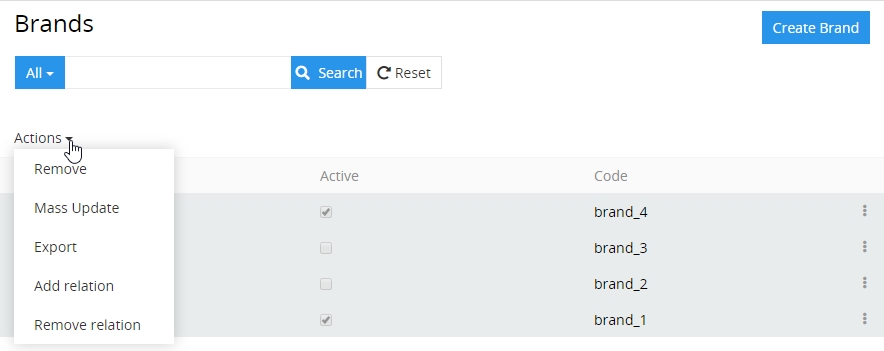 Brands
Create Brand
All
Search
Reset
Actions
Remove
Mass Update
Export
Add relation
Remove relation
Active Code
brand_4
brand_3
brand_2
brand_1